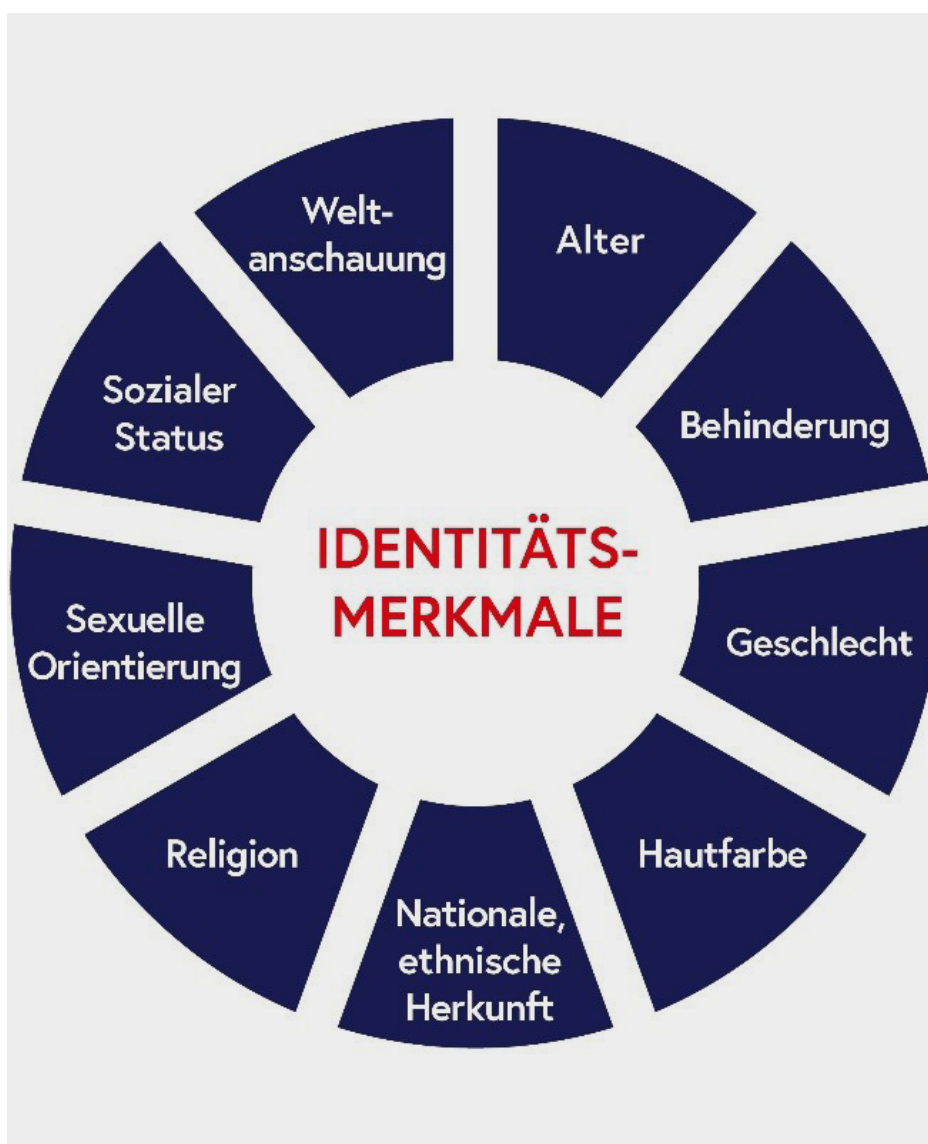 IDENTITÄTS-
MERKMALE
Alter
Behinderung
Geschlecht
Hautfarbe
Nationale,
ethnische
Herkunft
Religion
Sexuelle
Orientierung
Sozialer
Status
Welt-
anschauung